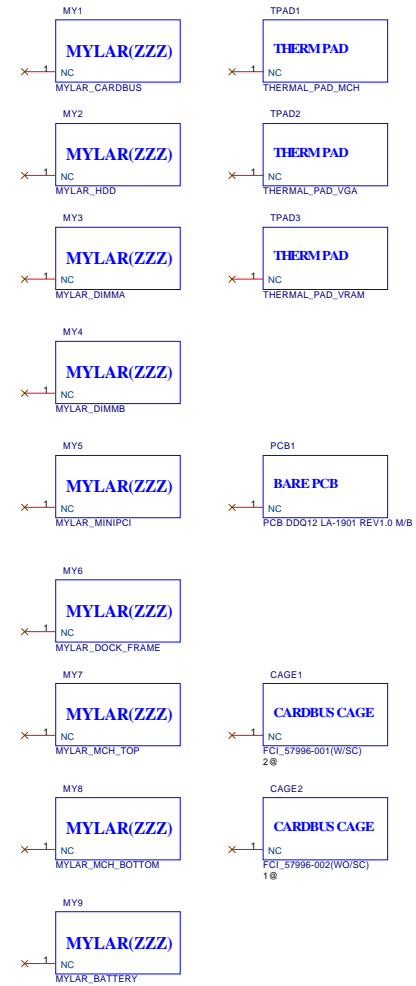 MY1
MYLAR(ZZZ)
1
NC
MYLAR_CARDBUS
TPAD1
THERM PAD
1
NC
THERMAL_PAD_MCH
MY2
MYLAR(ZZZ)
1
NC
MYLAR_HDD
TPAD2
THERM PAD
1
NC
THERMAL_PAD_VGA
MY3
MYLAR(ZZZ)
1
NC
MYLAR_DIMMA
TPAD3
THERM PAD
1
NC
THERMAL_PAD_VRAM
MY4
MYLAR(ZZZ)
1
NC
MYLAR_DIMMB
MY5
MYLAR(ZZZ)
1
NC
MYLAR_MINIPCI
PCB1
BARE PCB
1
NC
PCB DDQ12 LA-1901 REV1.0 M/B
MY6
MYLAR(ZZZ)
1
NC
MYLAR_DOCK_FRAME
MY7
MYLAR(ZZZ)
1
NC
MYLAR_MCH_TOP
CAGE1
CARDBUS CAGE
1
NC
FCI_57996-001(W/SC)
2@
MY8
MYLAR(ZZZ)
1
NC
MYLAR_MCH_BOTTOM
CAGE2
CARDBUS CAGE
1
NC
FCI_57996-002(WO/SC)
1@
MY9
MYLAR(ZZZ)
1
NC
MYLAR_BATTERY